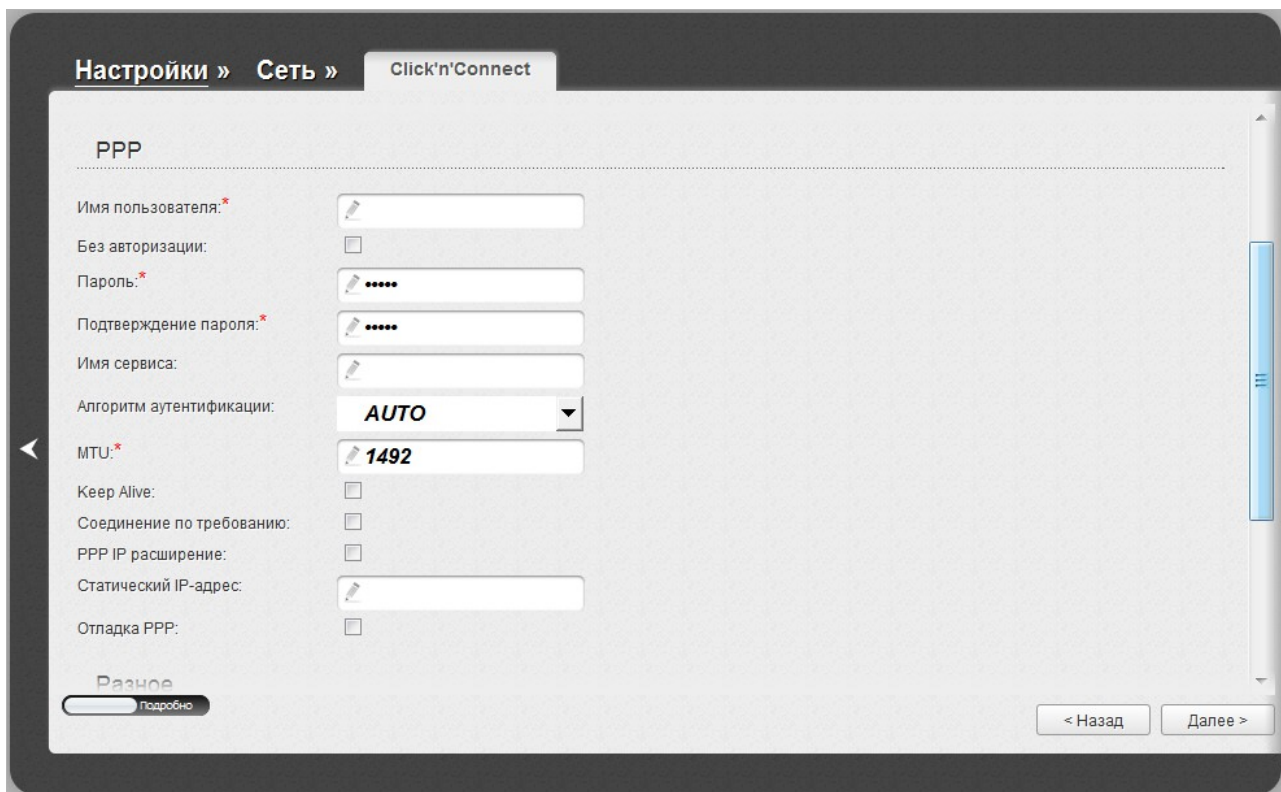 Настройки » Сеть » Click'n'Connect
PPP
Имя пользователя:*
Без авторизации:
Пароль:* •••••
Подтверждение пароля:* •••••
Имя сервиса:
Алгоритм аутентификации: AUTO
MTU:* 1492
Keep Alive:
Соединение по требованию:
PPP IP расширение:
Статический IP-адрес:
Отладка PPP:
Разное
Подробно
< Назад Далее >